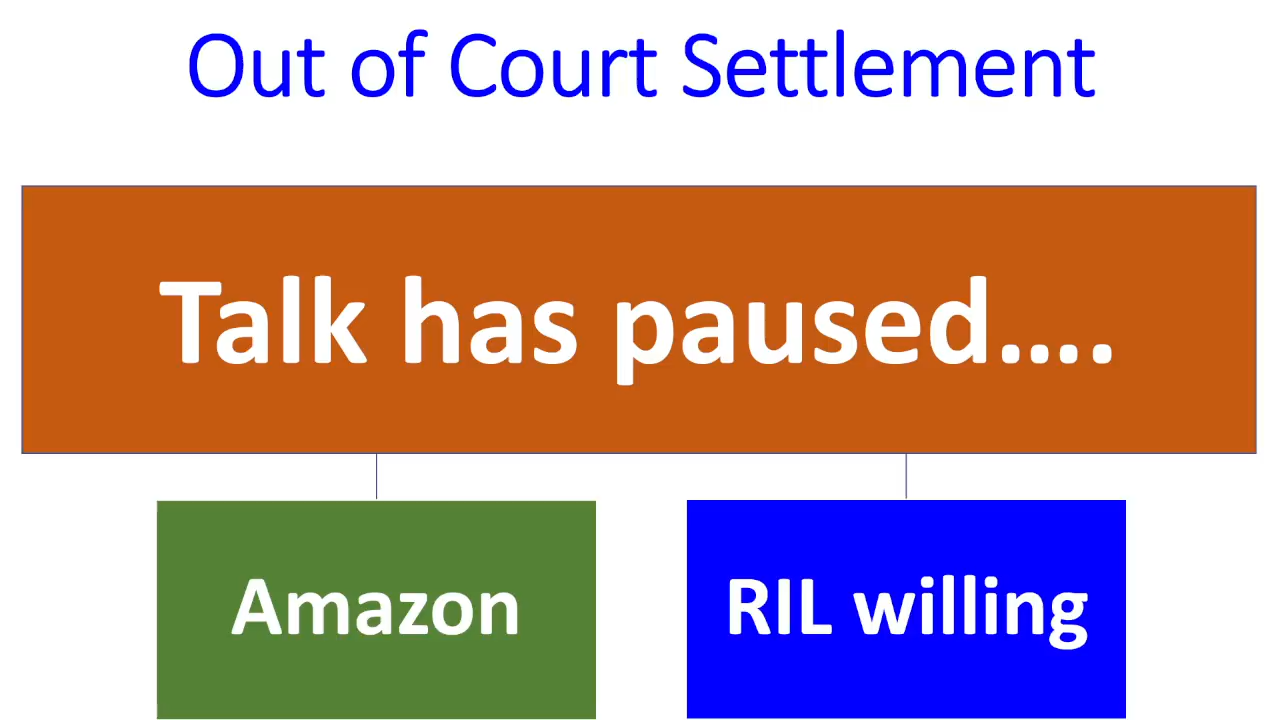 Out of Court Settlement
Talk has paused….
Amazon
RIL willing